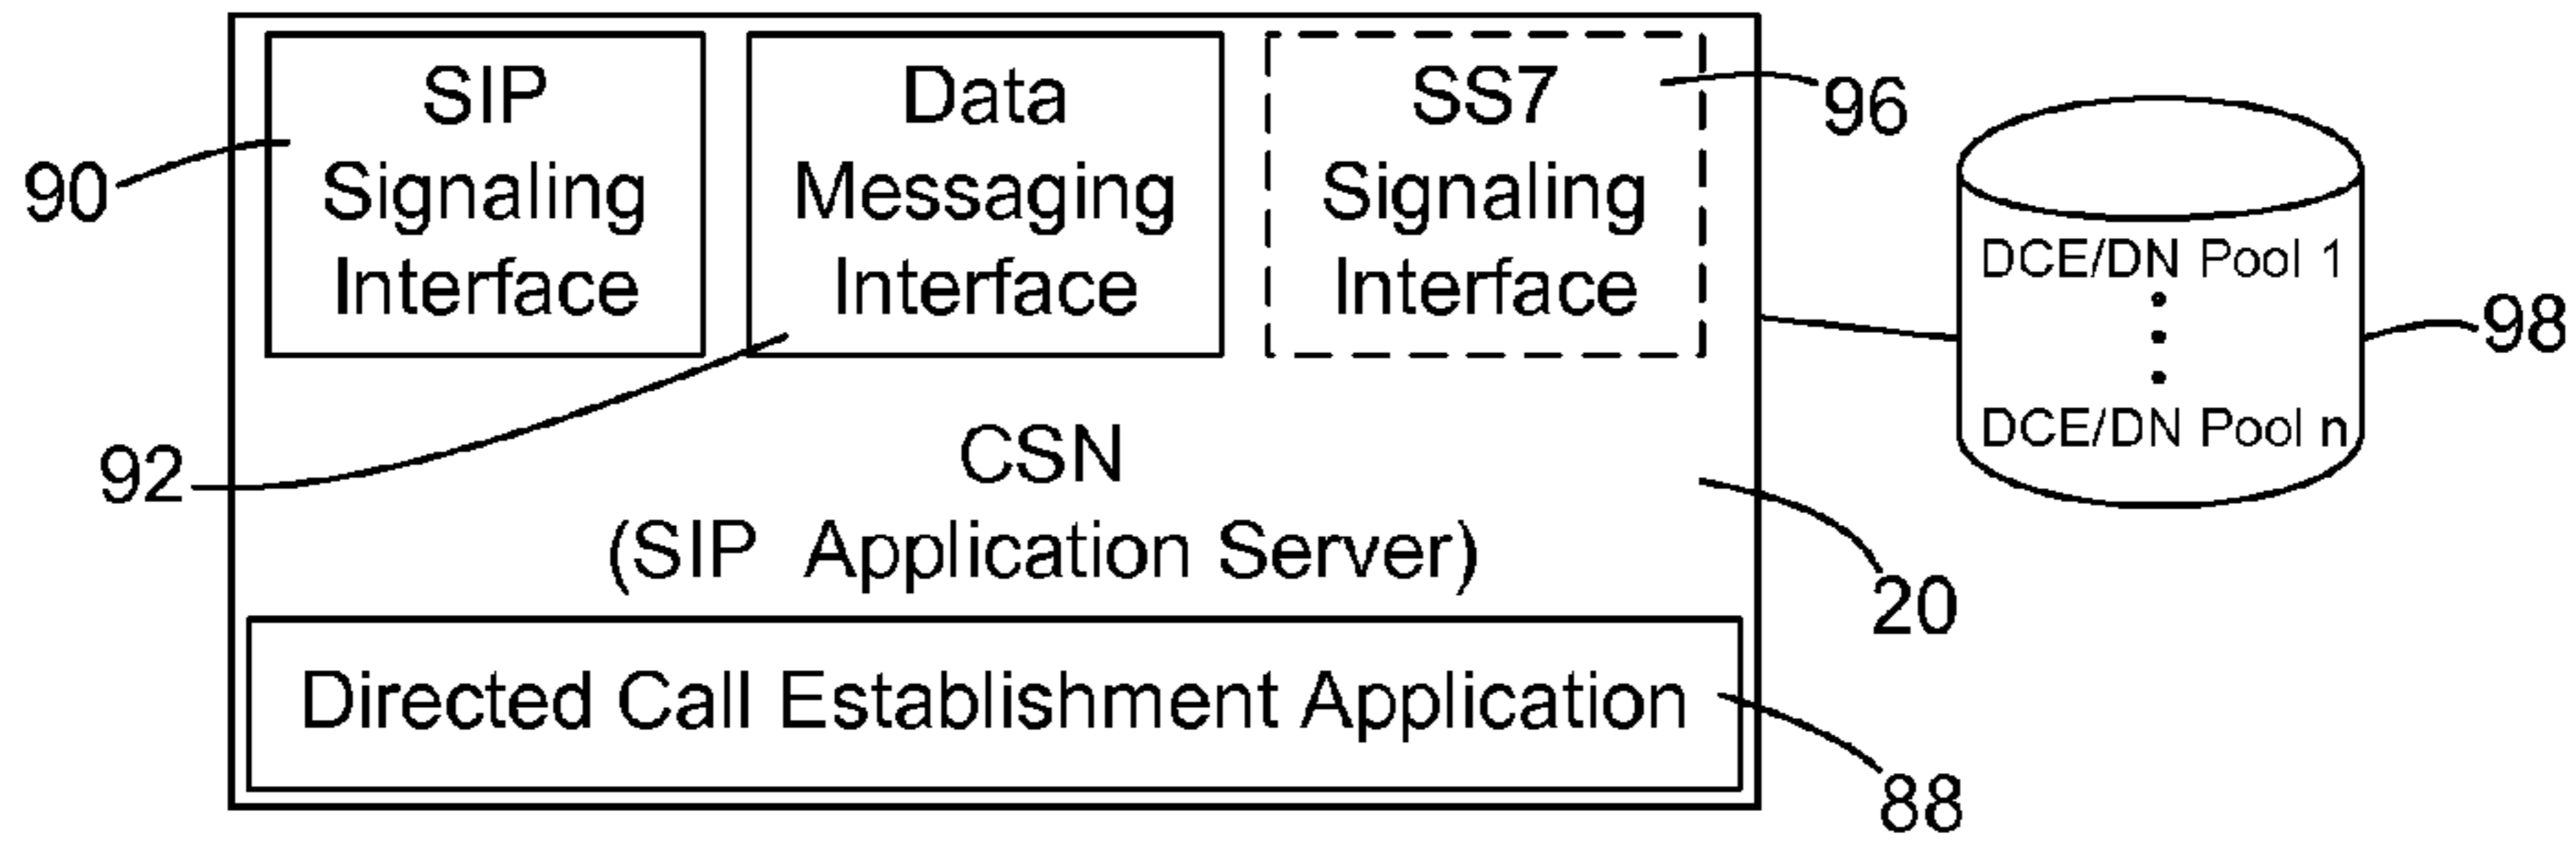 SIP
Signaling
Interface
Data
Messaging
Interface
SS7
Signaling
Interface
96
90
DCE/DN Pool 1
DCE/DN Pool n
98
92
CSN
(SIP Application Server)
20
Directed Call Establishment Application
88